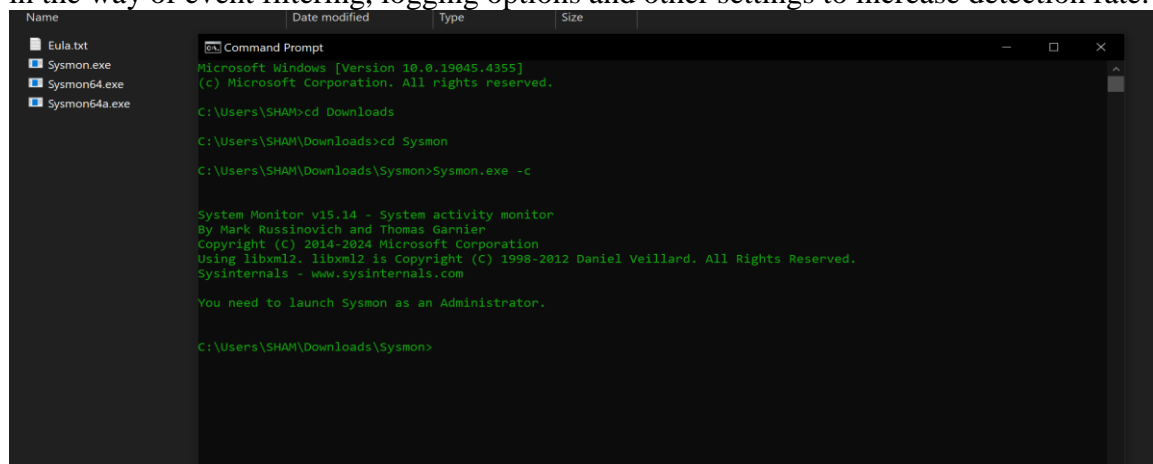 in the way of event filtering, logging options and other settings to increase detection rate.
Name Date modified Type Size
Eula.txt
Sysmon.exe
Sysmon64.exe
Sysmon64a.exe
Command Prompt
Microsoft Windows [Version 10.0.19045.4355]
(c) Microsoft Corporation. All rights reserved.
C:\Users\SHAM>cd Downloads
C:\Users\SHAM\Downloads>cd Sysmon
C:\Users\SHAM\Downloads\Sysmon>Sysmon.exe -c
System Monitor v15.14 - System activity monitor
By Mark Russinovich and Thomas Garnier
Copyright (C) 2014-2024 Microsoft Corporation
Using libxml2. libxml2 is Copyright (C) 1998-2012 Daniel Veillard. All Rights Reserved.
Sysinternals - www.sysinternals.com
You need to launch Sysmon as an Administrator.
C:\Users\SHAM\Downloads\Sysmon>